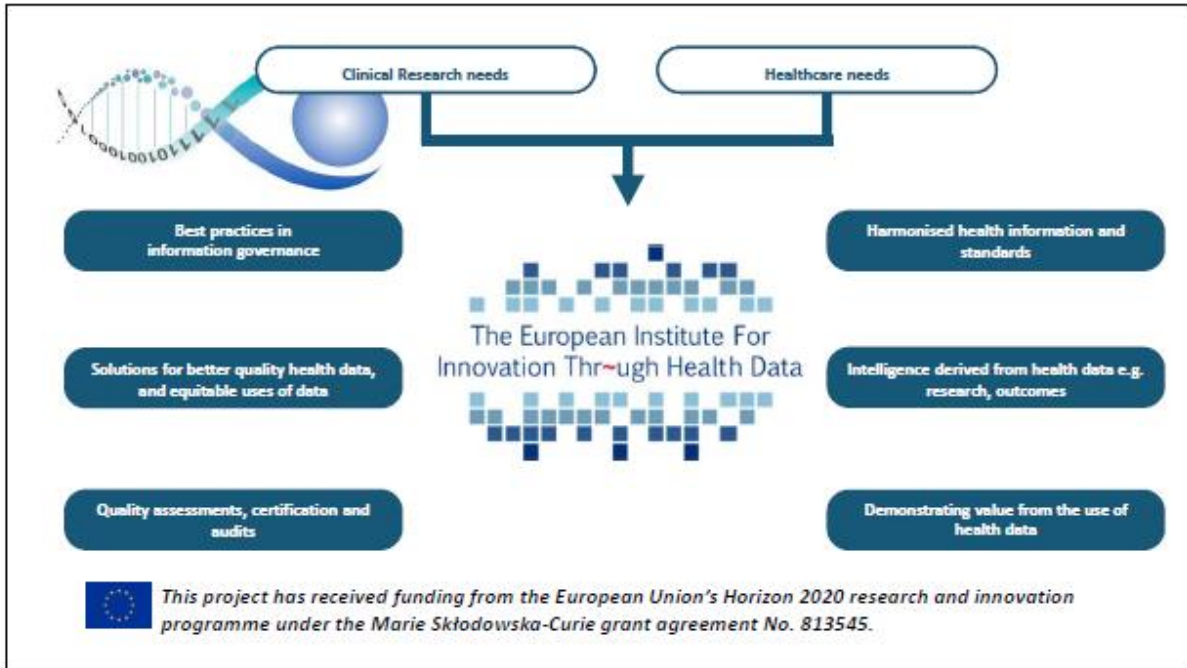 Clinical Research needs
Healthcare needs
Best practices in
information governance
Harmonised health information and
standards
The European Institute For
Innovation Thr~ugh Health Data
Solutions for better quality health data,
and equitable uses of data
Intelligence derived from health data e.g.
research, outcomes
Quality assessments, certification and
audits
Demonstrating value from the use of
health data
This project has received funding from the European Union's Horizon 2020 research and innovation
programme under the Marie Skłodowska-Curie grant agreement No. 813545.